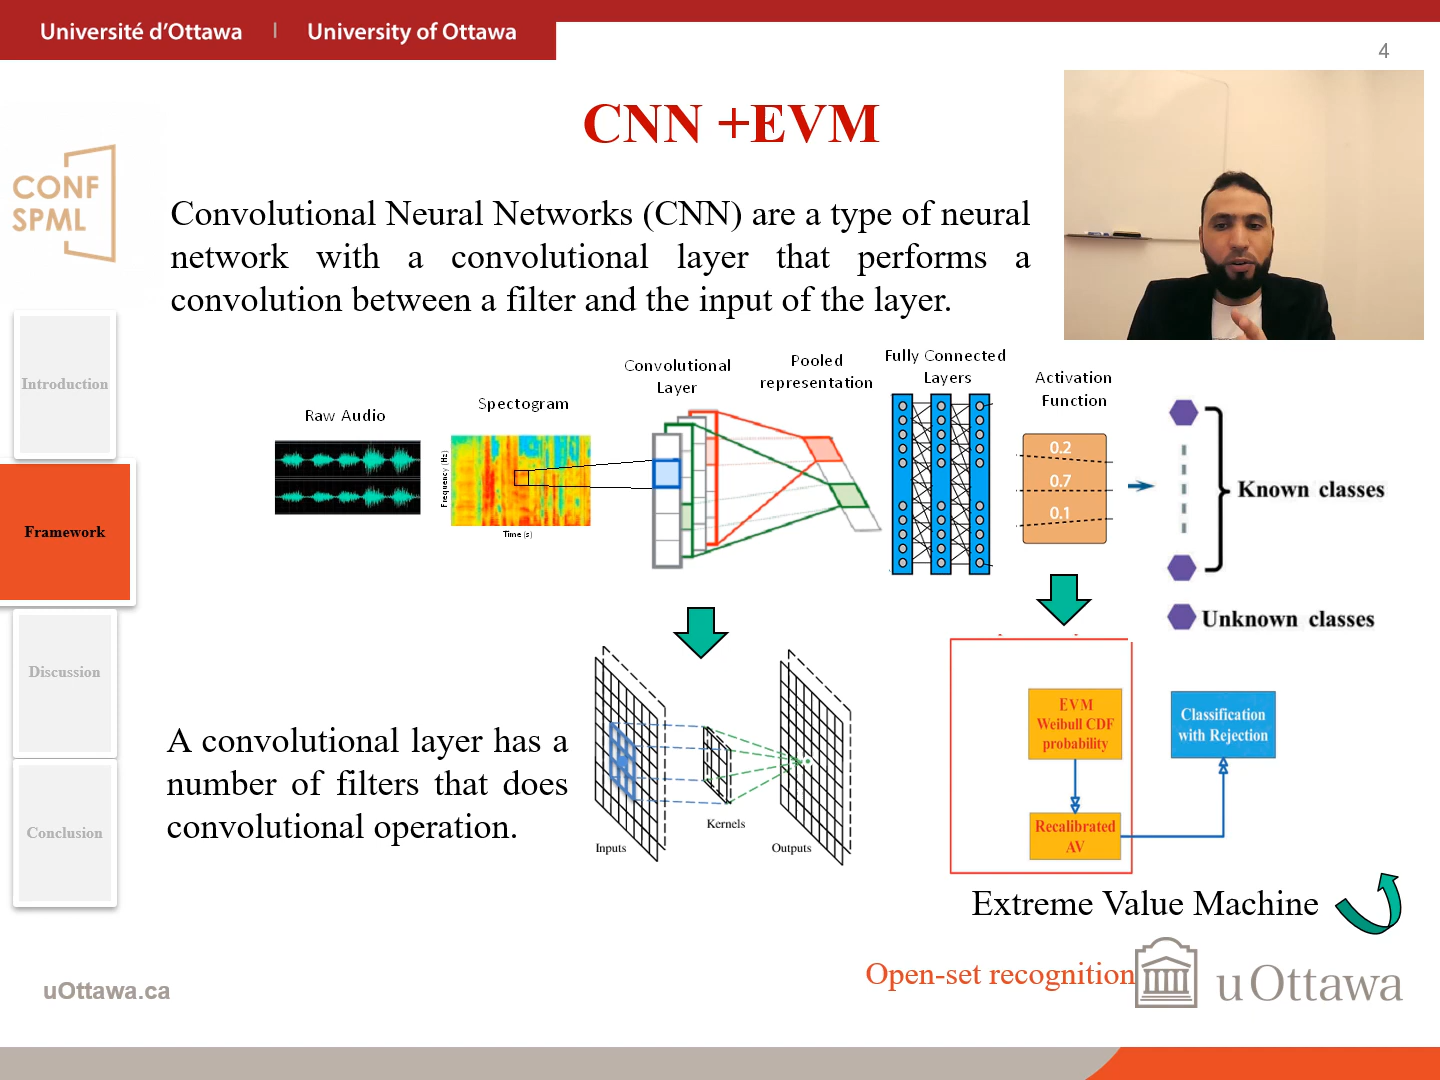 Université d'Ottawa | University of Ottawa
4
CNN +EVM
CONF
SPML
Convolutional Neural Networks (CNN) are a type of neural
network with a convolutional layer that performs a
convolution between a filter and the input of the layer.
Introduction
Framework
Discussion
Conclusion
Raw Audio
Spectogram
Frequency (Hz)
Time (s)
Convolutional
Layer
Pooled
representation
Fully Connected
Layers
Activation
Function
0.2
0.7
0.1
Known classes
Unknown classes
A convolutional layer has a
number of filters that does
convolutional operation.
Inputs
Kernels
Outputs
EVM
Weibull CDF
probability
Recalibrated
AV
Classification
with Rejection
Extreme Value Machine
Open-set recognition
uOttawa.ca
uOttawa